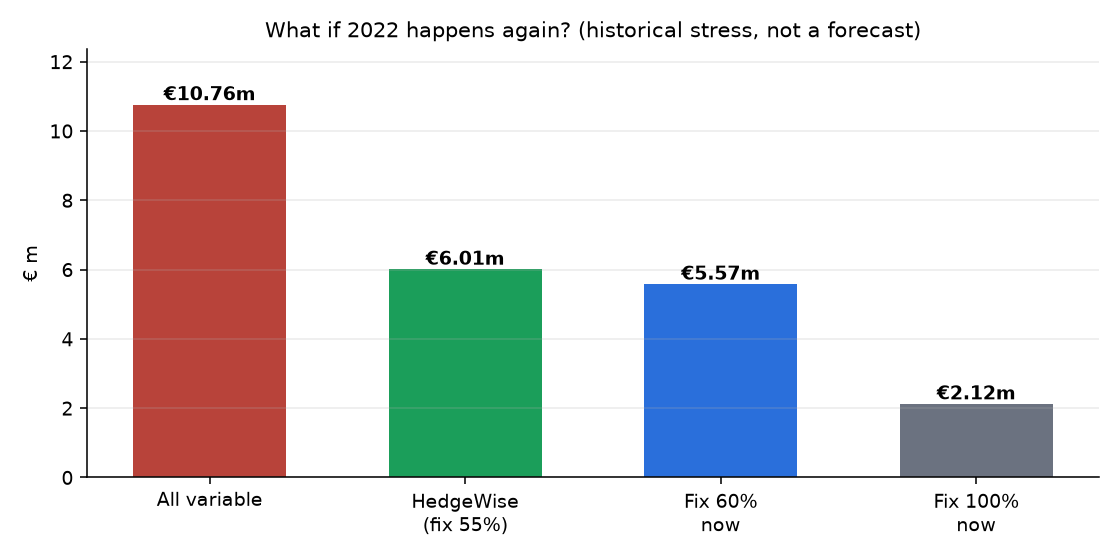 What if 2022 happens again? (historical stress, not a forecast)
€ m
12
10
8
6
4
2
0
€10.76m
€6.01m
€5.57m
€2.12m
All variable
HedgeWise
(fix 55%)
Fix 60%
now
Fix 100%
now